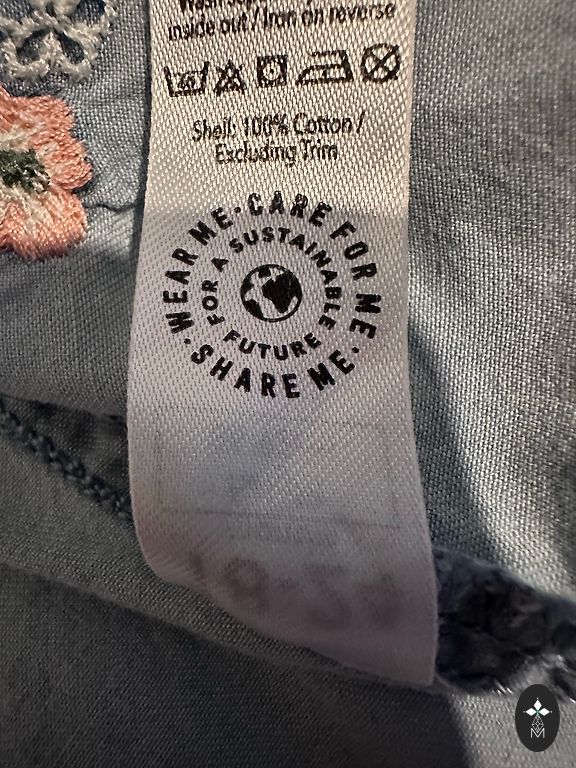 inside out / Iron on reverse
Shell: 100% Cotton /
Excluding Trim
WEAR ME · CARE FOR ME · SHARE ME ·
FOR A SUSTAINABLE FUTURE